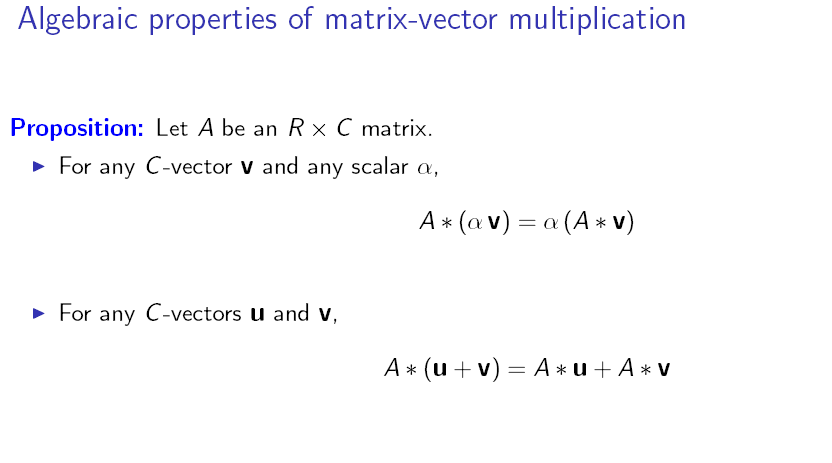 Algebraic properties of matrix-vector multiplication
Proposition: Let A be an R × C matrix.
▶ For any C-vector v and any scalar α,
A ∗ (α v) = α (A ∗ v)
▶ For any C-vectors u and v,
A ∗ (u + v) = A ∗ u + A ∗ v